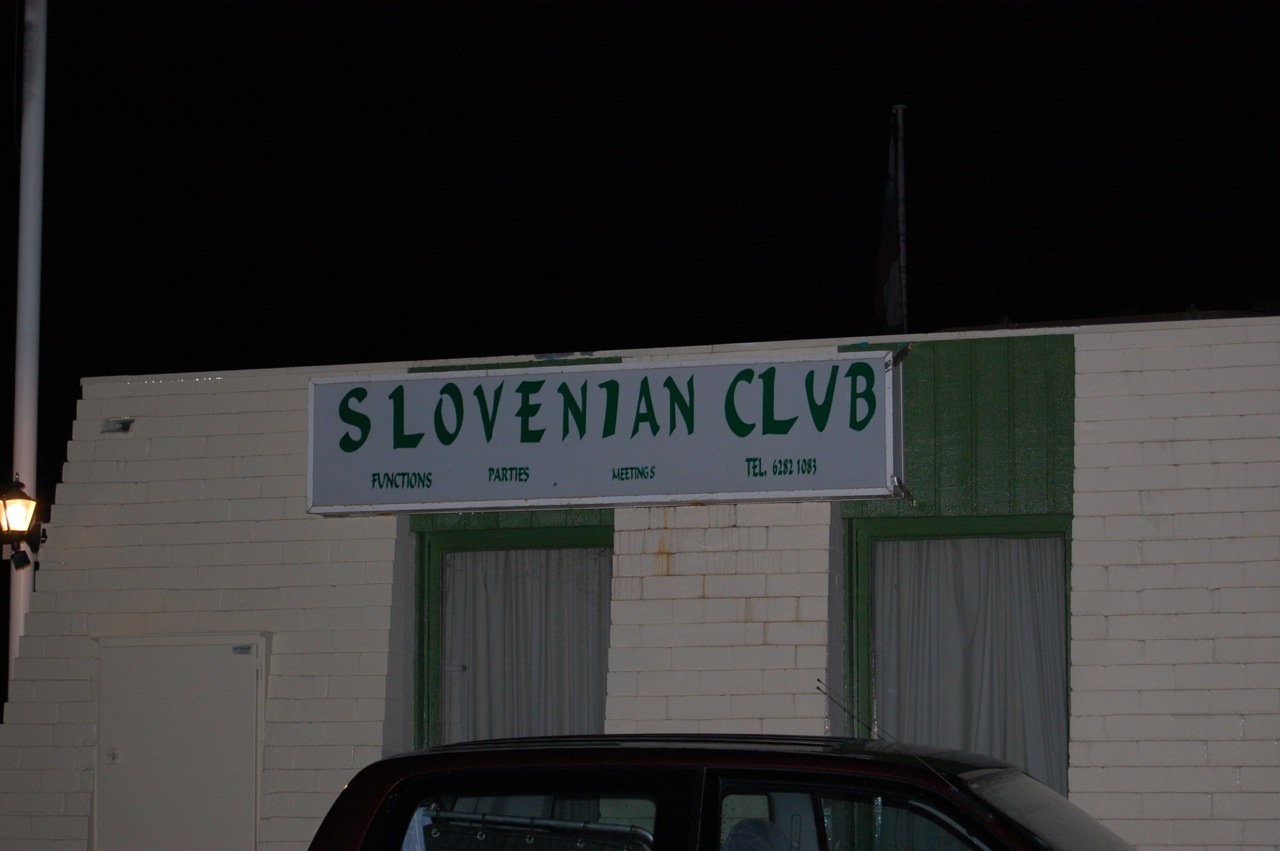 SLOVENIAN CLUB
FUNCTIONS PARTIES MEETINGS TEL. 6282 1083